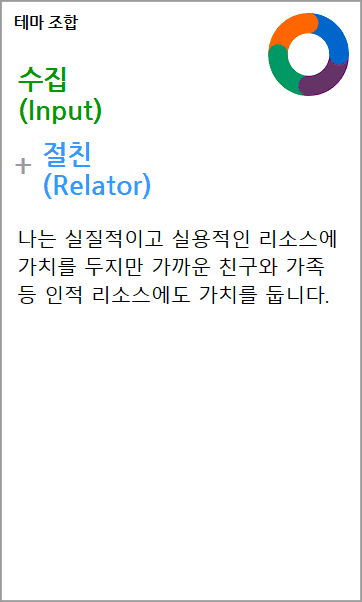 테마 조합
수집
(Input)
+ 절친
(Relator)
나는 실질적이고 실용적인 리소스에
가치를 두지만 가까운 친구와 가족
등 인적 리소스에도 가치를 둡니다.